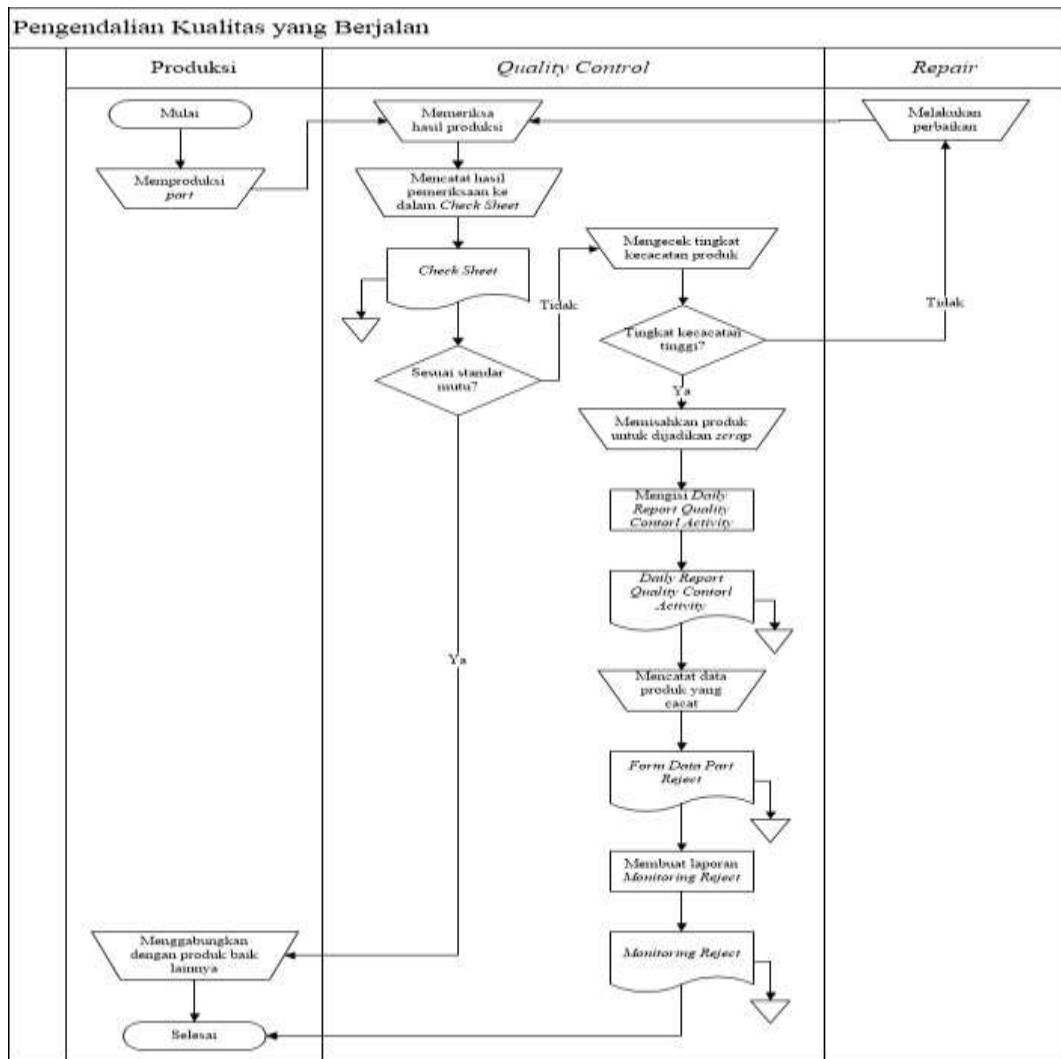 Pengendalian Kualitas yang Berjalan
Produksi
Quality Control
Repair
Mulai
Memproduksi
part
Memeriksa
hasil produksi
Melakukan
perbaikan
Mencatat hasil
pemeriksaan ke
dalam Check Sheet
Check Sheet
Mengecek tingkat
kecacatan produk
Tidak
Tidak
Tingkat kecacatan
tinggi?
Sesuai standar
mutu?
Ya
Memisahkan produk
untuk dijadikan scrap
Mengisi Daily
Report Quality
Contorl Activity
Daily Report
Quality Contorl
Activity
Ya
Mencatat data
produk yang
cacat
Form Data Part
Reject
Membuat laporan
Monitoring Reject
Monitoring Reject
Menggabungkan
dengan produk baik
lainnya
Selesai